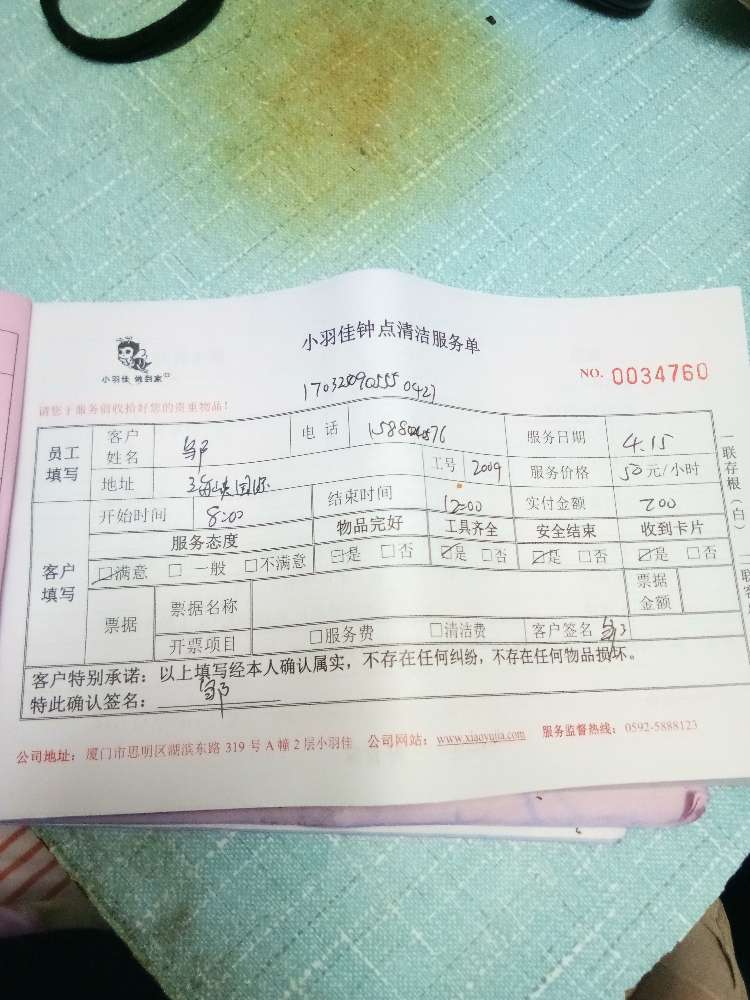 小羽佳钟点清洁服务单
小羽佳 做到家
NO. 0034760
请您于服务前收拾好您的贵重物品!
员工填写 客户姓名 邹 电话 服务日期 4.15
地址 海峡国际 工号 2009 服务价格 50元/小时
客户填写 开始时间 8:00 结束时间 12:00 实付金额 200
服务态度 物品完好 工具齐全 安全结束 收到卡片
☑满意 □一般 □不满意 ☑是 □否 ☑是 □否 ☑是 □否 ☑是 □否
票据 票据名称 票据金额
开票项目 □服务费 □清洁费 客户签名 邹
客户特别承诺:以上填写经本人确认属实,不存在任何纠纷,不存在任何物品损坏。
特此确认签名: 邹
公司地址:厦门市思明区湖滨东路 319 号 A 幢 2 层小羽佳 公司网站:www.xiaoyujia.com 服务监督热线:0592-5888123
一联存根(白)